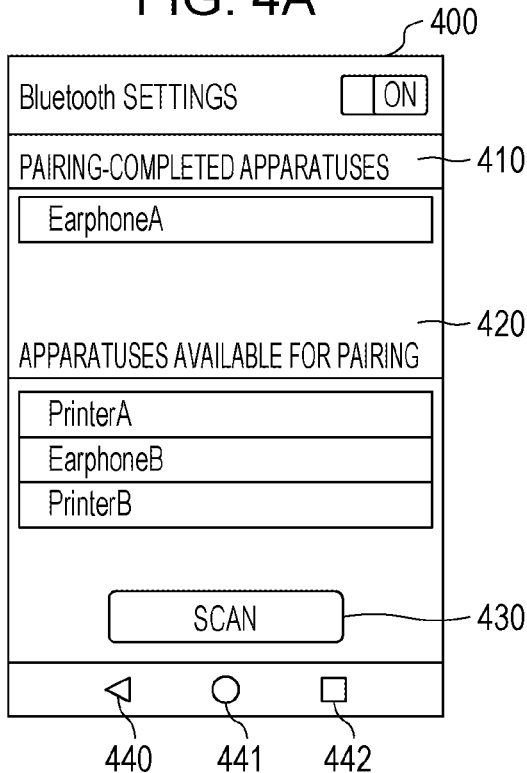 FIG. 4A
400
Bluetooth SETTINGS
ON
PAIRING-COMPLETED APPARATUSES
410
EarphoneA
420
APPARATUSES AVAILABLE FOR PAIRING
PrinterA
EarphoneB
PrinterB
SCAN
430
440
441
442